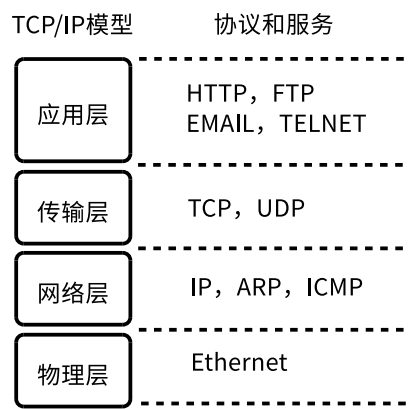 TCP/IP模型 协议和服务
应用层
HTTP，FTP
EMAIL，TELNET
传输层 TCP，UDP
网络层 IP，ARP，ICMP
物理层 Ethernet